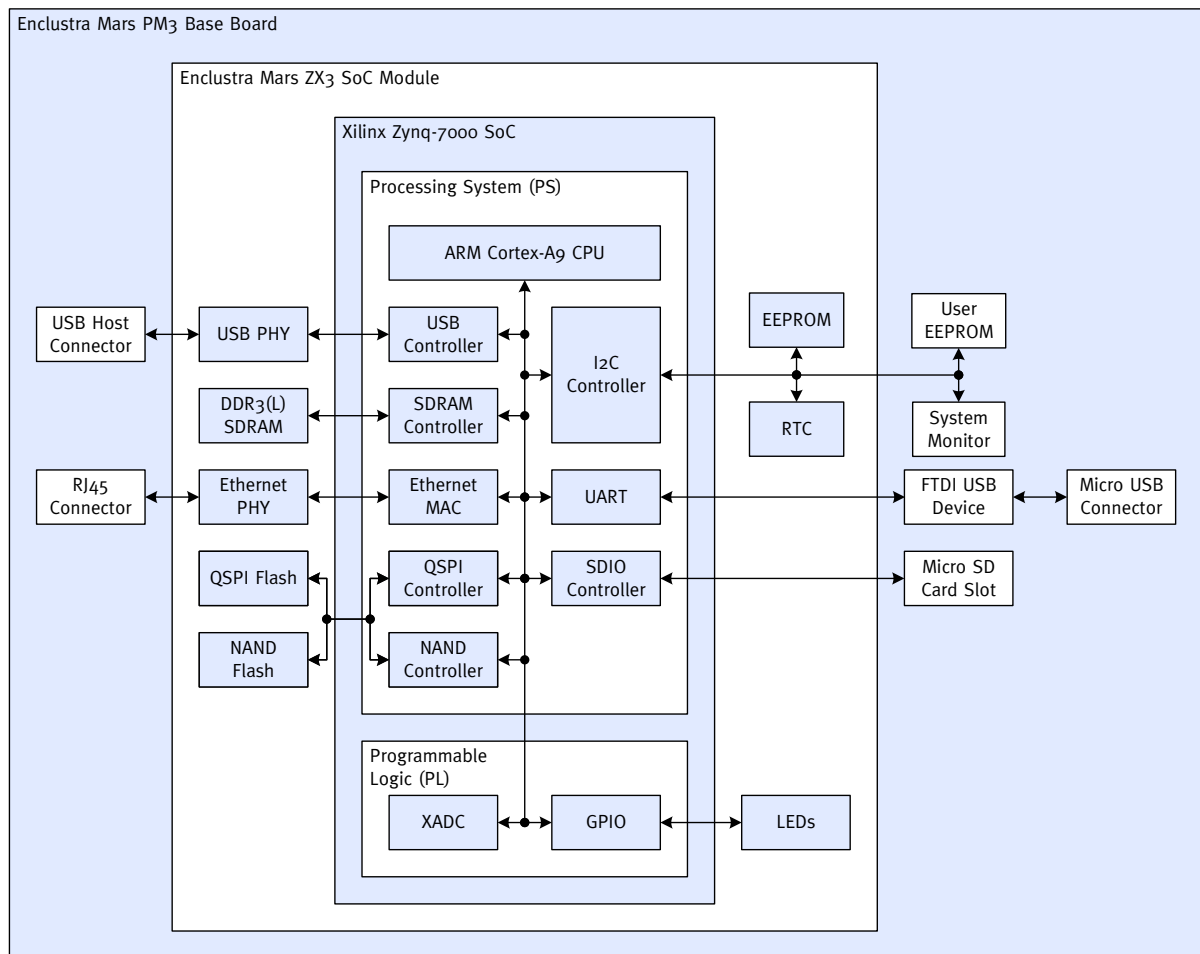 Enclustra Mars PM3 Base Board
Enclustra Mars ZX3 SoC Module
Xilinx Zynq-7000 SoC
Processing System (PS)
ARM Cortex-A9 CPU
USB Host
Connector
USB PHY
USB
Controller
I2C
Controller
EEPROM
User
EEPROM
DDR3(L)
SDRAM
SDRAM
Controller
RTC
System
Monitor
RJ45
Connector
Ethernet
PHY
Ethernet
MAC
UART
FTDI USB
Device
Micro USB
Connector
QSPI Flash
QSPI
Controller
SDIO
Controller
Micro SD
Card Slot
NAND
Flash
NAND
Controller
Programmable
Logic (PL)
XADC
GPIO
LEDs